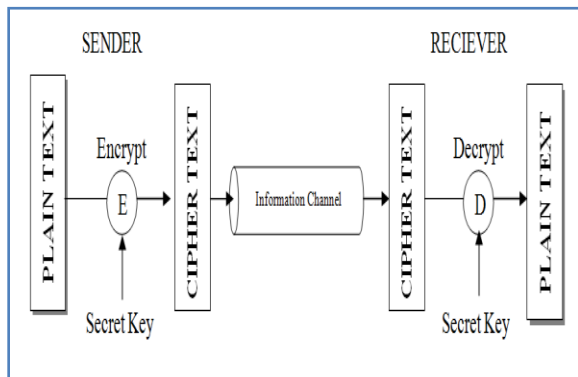 SENDER
RECIEVER
PLAIN TEXT
Encrypt
E
Secret Key
CIPHER TEXT
Information Channel
CIPHER TEXT
Decrypt
D
Secret Key
PLAIN TEXT